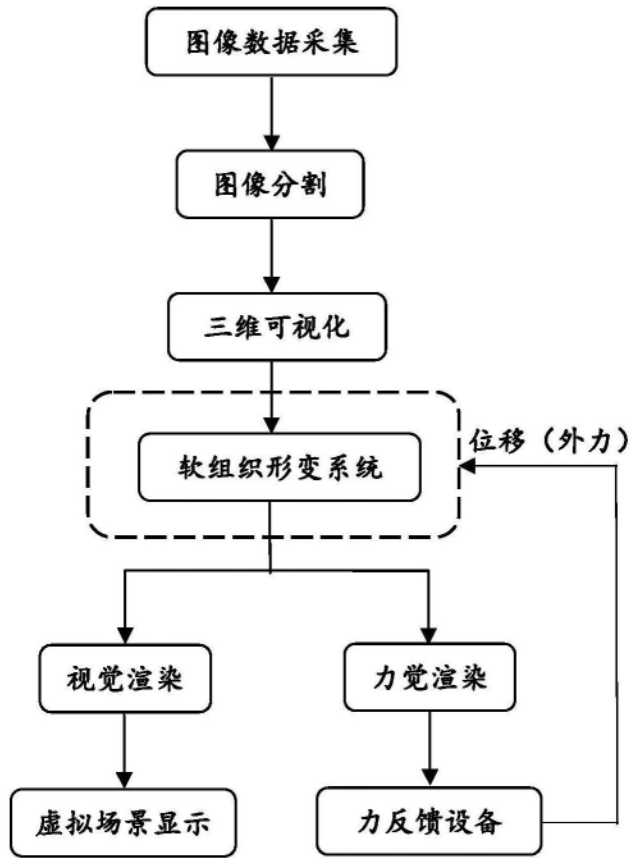 图像数据采集
图像分割
三维可视化
位移（外力）
软组织形变系统
视觉渲染
力觉渲染
虚拟场景显示
力反馈设备